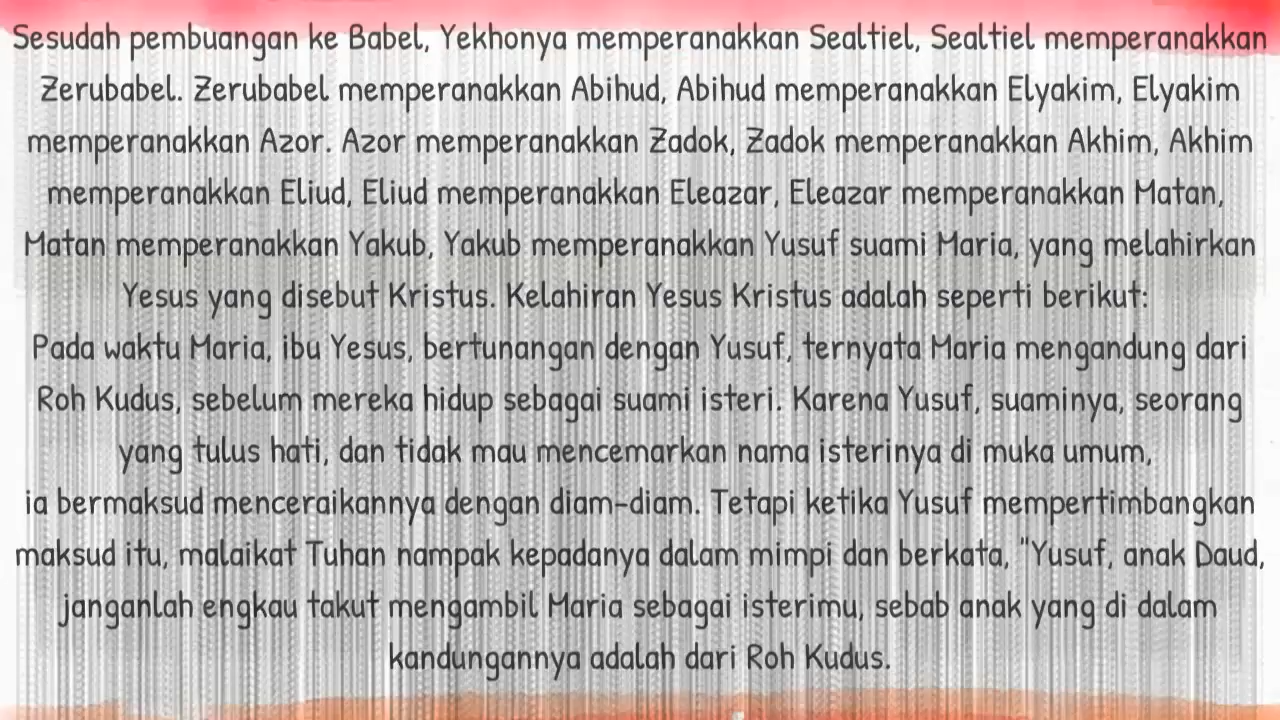 Sesudah pembuangan ke Babel, Yekhonya memperanakkan Sealtiel, Sealtiel memperanakkan
Zerubabel. Zerubabel memperanakkan Abihud, Abihud memperanakkan Elyakim, Elyakim
memperanakkan Azor. Azor memperanakkan Zadok, Zadok memperanakkan Akhim, Akhim
memperanakkan Eliud, Eliud memperanakkan Eleazar, Eleazar memperanakkan Matan,
Matan memperanakkan Yakub, Yakub memperanakkan Yusuf suami Maria, yang melahirkan
Yesus yang disebut Kristus. Kelahiran Yesus Kristus adalah seperti berikut:
Pada waktu Maria, ibu Yesus, bertunangan dengan Yusuf, ternyata Maria mengandung dari
Roh Kudus, sebelum mereka hidup sebagai suami isteri. Karena Yusuf, suaminya, seorang
yang tulus hati, dan tidak mau mencemarkan nama isterinya di muka umum,
ia bermaksud menceraikannya dengan diam-diam. Tetapi ketika Yusuf mempertimbangkan
maksud itu, malaikat Tuhan nampak kepadanya dalam mimpi dan berkata, "Yusuf, anak Daud,
janganlah engkau takut mengambil Maria sebagai isterimu, sebab anak yang di dalam
kandungannya adalah dari Roh Kudus.